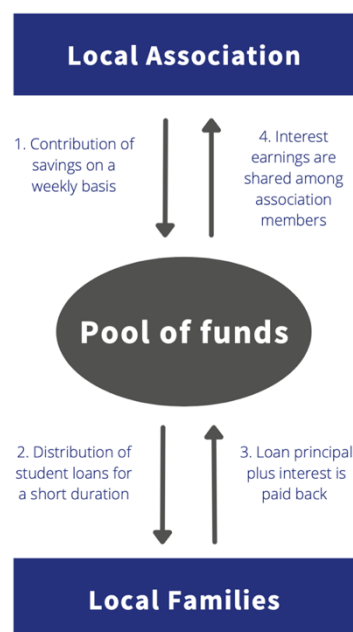 Local Association
1. Contribution of
savings on a
weekly basis
4. Interest
earnings are
shared among
association
members
Pool of funds
2. Distribution of
student loans for
a short duration
3. Loan principal
plus interest is
paid back
Local Families